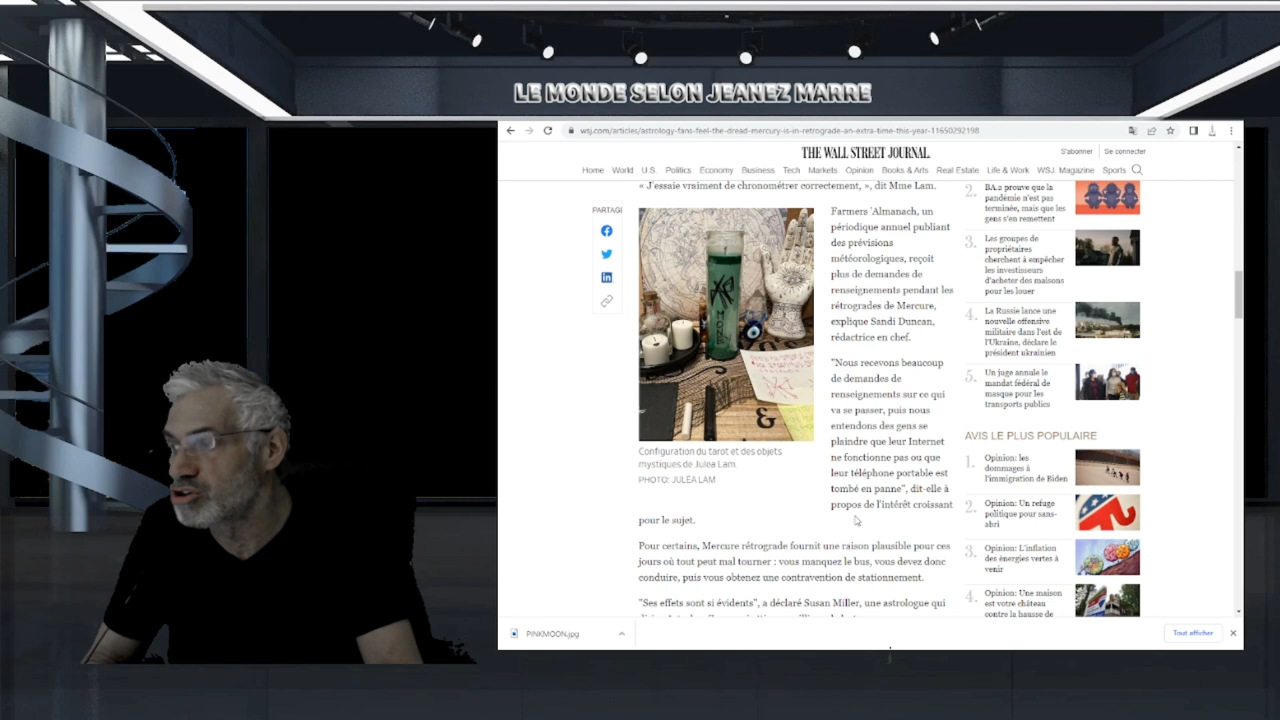 LE MONDE SELON JEANEZ MARRE
wsj.com/articles/astrology-fans-feel-the-dread-mercury-is-in-retrograde-an-extra-time-this-year-11650292198
THE WALL STREET JOURNAL.
S'abonner
Se connecter
Home World U.S. Politics Economy Business Tech Markets Opinion Books & Arts Real Estate Life & Work WSJ. Magazine Sports
« J'essaie vraiment de chronométrer correctement, », dit Mme Lam.
PARTAGE
Farmers 'Almanach, un
périodique annuel publiant
des prévisions
météorologiques, reçoit
plus de demandes de
renseignements pendant les
rétrogrades de Mercure,
explique Sandi Duncan,
rédactrice en chef.
"Nous recevons beaucoup
de demandes de
renseignements sur ce qui
va se passer, puis nous
entendons des gens se
plaindre que leur Internet
ne fonctionne pas ou que
leur téléphone portable est
tombé en panne", dit-elle à
propos de l'intérêt croissant
pour le sujet.
MONEY
&
Configuration du tarot et des objets
mystiques de Julea Lam.
PHOTO: JULEA LAM
Pour certains, Mercure rétrograde fournit une raison plausible pour ces
jours où tout peut mal tourner : vous manquez le bus, vous devez donc
conduire, puis vous obtenez une contravention de stationnement.
"Ses effets sont si évidents", a déclaré Susan Miller, une astrologue qui
2. BA.2 prouve que la
pandémie n'est pas
terminée, mais que les
gens s'en remettent
3. Les groupes de
propriétaires
cherchent à empêcher
les investisseurs
d'acheter des maisons
pour les louer
4. La Russie lance une
nouvelle offensive
militaire dans l'est de
l'Ukraine, déclare le
président ukrainien
5. Un juge annule le
mandat fédéral de
masque pour les
transports publics
AVIS LE PLUS POPULAIRE
1. Opinion: les
dommages à
l'immigration de Biden
2. Opinion: Un refuge
politique pour sans-
abri
3. Opinion: L'inflation
des énergies vertes à
venir
4. Opinion: Une maison
est votre château
contre la hausse de
PINKMOON.jpg
Tout afficher